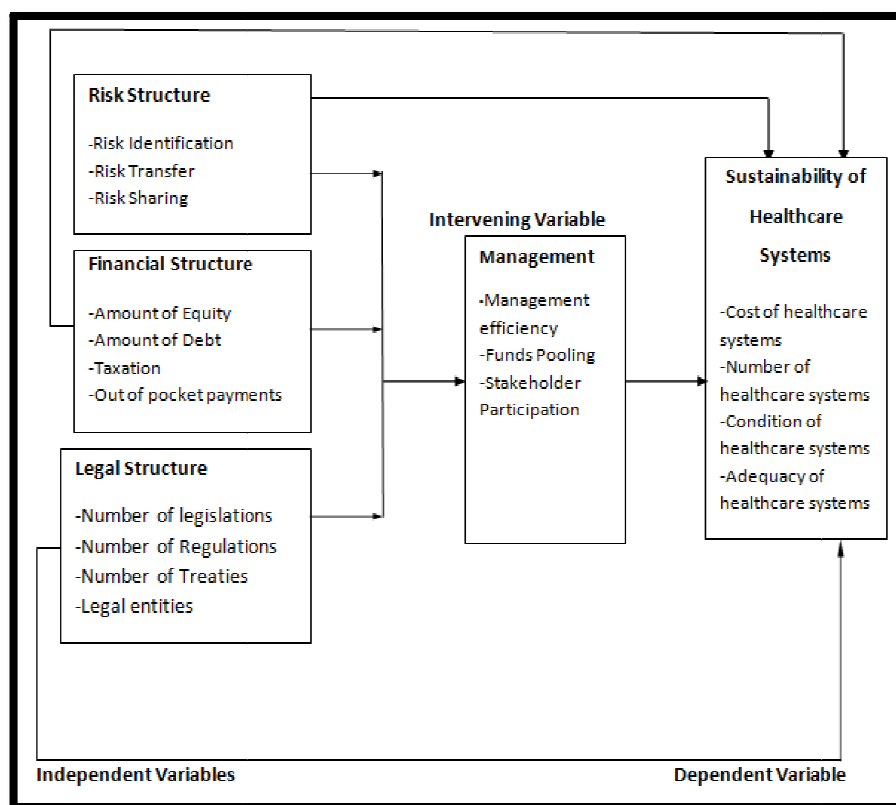 Risk Structure
-Risk Identification
-Risk Transfer
-Risk Sharing
Financial Structure
-Amount of Equity
-Amount of Debt
-Taxation
-Out of pocket payments
Legal Structure
-Number of legislations
-Number of Regulations
-Number of Treaties
-Legal entities
Intervening Variable
Management
-Management
efficiency
-Funds Pooling
-Stakeholder
Participation
Sustainability of
Healthcare
Systems
-Cost of healthcare
systems
-Number of
healthcare systems
-Condition of
healthcare systems
-Adequacy of
healthcare systems
Independent Variables
Dependent Variable